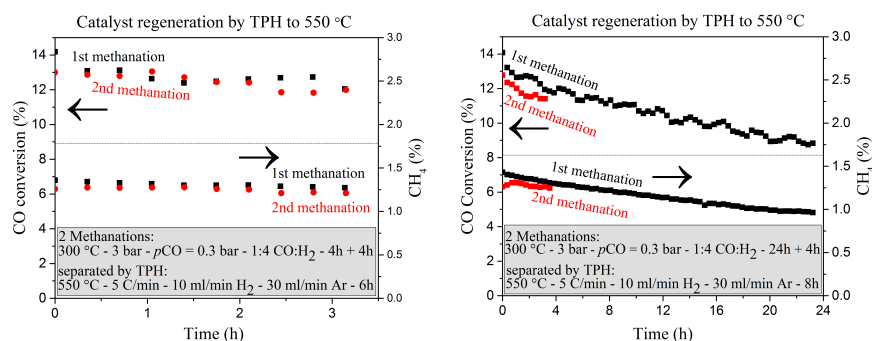 Catalyst regeneration by TPH to 550 °C
14
12
10
8
6
4
2
0
CO conversion (%)
3.0
2.5
2.0
1.5
1.0
0.5
0.0
CH4 (%)
1st methanation
2nd methanation
1st methanation
2nd methanation
2 Methanations:
300 °C - 3 bar - pCO = 0.3 bar - 1:4 CO:H2 - 4h + 4h
separated by TPH:
550 °C - 5 C/min - 10 ml/min H2 - 30 ml/min Ar - 6h
0 1 2 3
Time (h)
Catalyst regeneration by TPH to 550 °C
14
12
10
8
6
4
2
0
CO Conversion (%)
3.0
2.5
2.0
1.5
1.0
0.5
0.0
CH4 (%)
1st methanation
2nd methanation
1st methanation
2nd methanation
2 Methanations:
300 °C - 3 bar - pCO = 0.3 bar - 1:4 CO:H2 - 24h + 4h
separated by TPH:
550 °C - 5 C/min - 10 ml/min H2 - 30 ml/min Ar - 8h
0 4 8 12 16 20 24
Time (h)